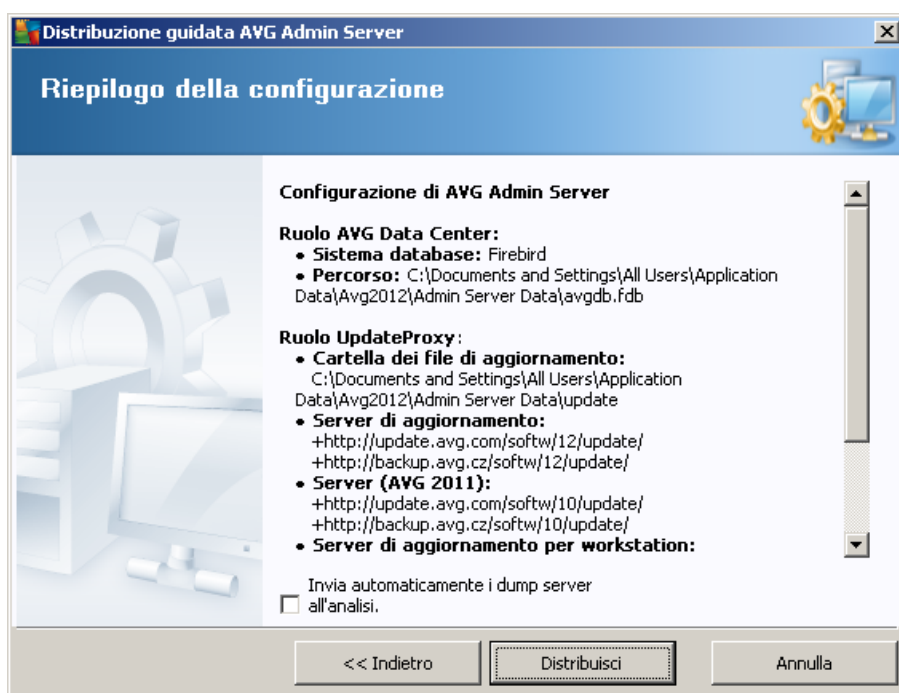 Distribuzione guidata AVG Admin Server
Riepilogo della configurazione
Configurazione di AVG Admin Server
Ruolo AVG Data Center:
• Sistema database: Firebird
• Percorso: C:\Documents and Settings\All Users\Application
Data\Avg2012\Admin Server Data\avgdb.fdb
Ruolo UpdateProxy:
• Cartella dei file di aggiornamento:
C:\Documents and Settings\All Users\Application
Data\Avg2012\Admin Server Data\update
• Server di aggiornamento:
+http://update.avg.com/softw/12/update/
+http://backup.avg.cz/softw/12/update/
• Server (AVG 2011):
+http://update.avg.com/softw/10/update/
+http://backup.avg.cz/softw/10/update/
• Server di aggiornamento per workstation:
Invia automaticamente i dump server
all'analisi.
<< Indietro
Distribuisci
Annulla